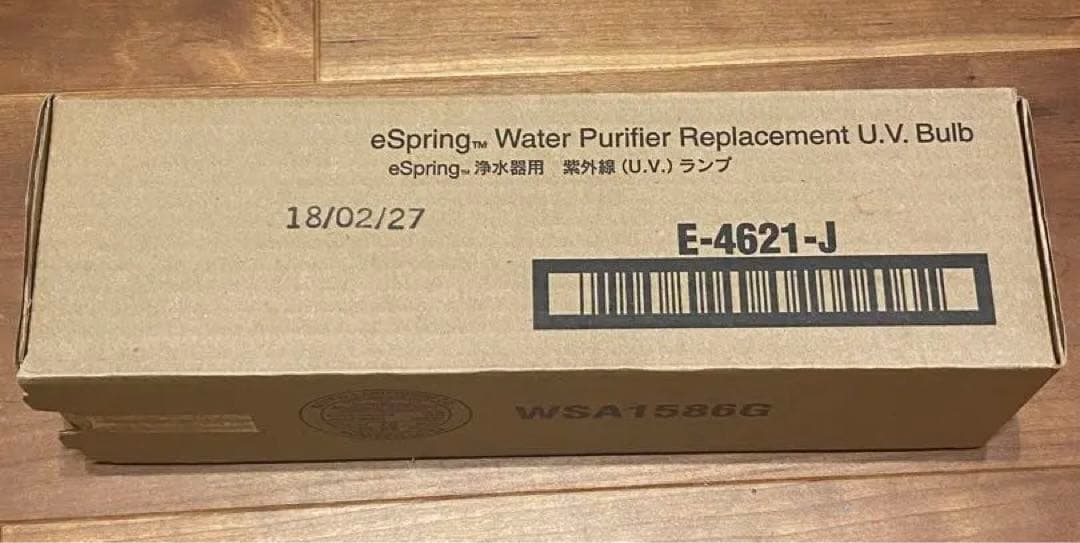 eSpring™ Water Purifier Replacement U.V. Bulb
eSpring™ 浄水器用 紫外線 (U.V.) ランプ
18/02/27
E-4621-J
WSA1586G